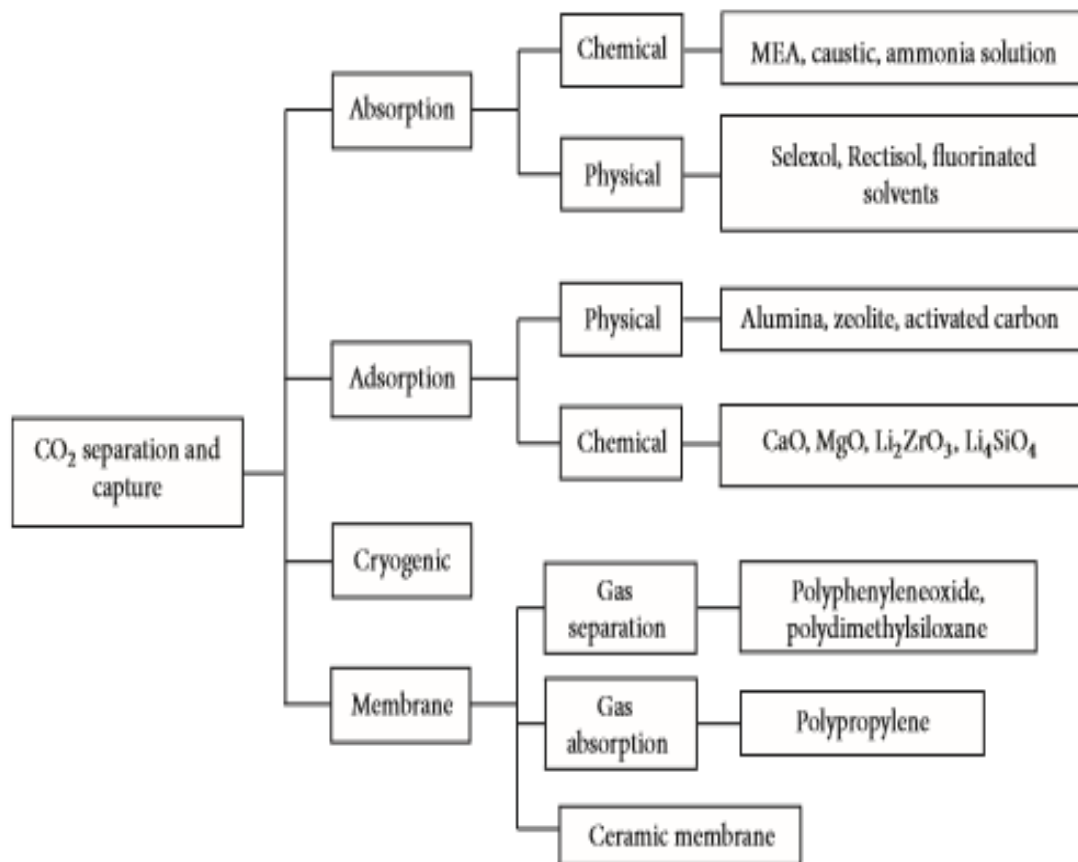 Chemical
MEA, caustic, ammonia solution
Absorption
Physical
Selexol, Rectisol, fluorinated
solvents
Physical
Alumina, zeolite, activated carbon
Adsorption
Chemical
CaO, MgO, Li₂ZrO₃, Li₄SiO₄
CO₂ separation and
capture
Cryogenic
Gas
separation
Polyphenyleneoxide,
polydimethylsiloxane
Membrane
Gas
absorption
Polypropylene
Ceramic membrane